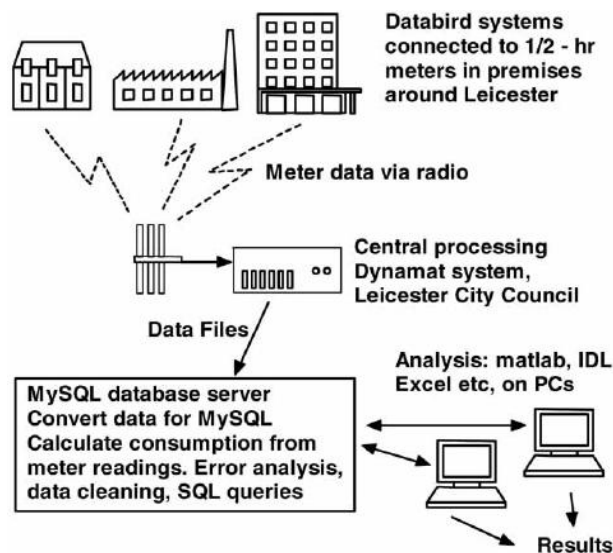 Databird systems
connected to 1/2 - hr
meters in premises
around Leicester
Meter data via radio
Central processing
Dynamat system,
Leicester City Council
Data Files
Analysis: matlab, IDL
Excel etc, on PCs
MySQL database server
Convert data for MySQL
Calculate consumption from
meter readings. Error analysis,
data cleaning, SQL queries
Results